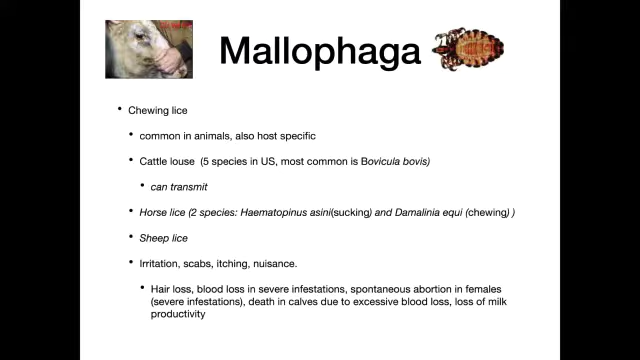 Mallophaga
• Chewing lice
• common in animals, also host specific
• Cattle louse  (5 species in US, most common is Bovicula bovis)
• can transmit
• Horse lice (2 species: Haematopinus asini(sucking) and Damalinia equi (chewing) )
• Sheep lice
• Irritation, scabs, itching, nuisance.
• Hair loss, blood loss in severe infestations, spontaneous abortion in females
(severe infestations), death in calves due to excessive blood loss, loss of milk
productivity